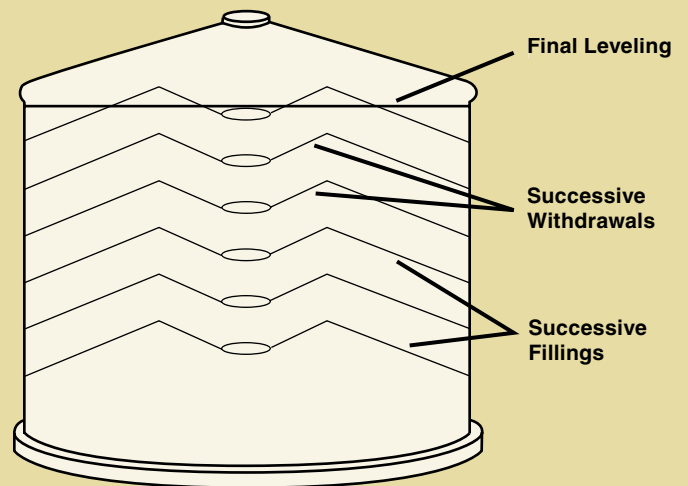 Final Leveling
Successive
Withdrawals
Successive
Fillings